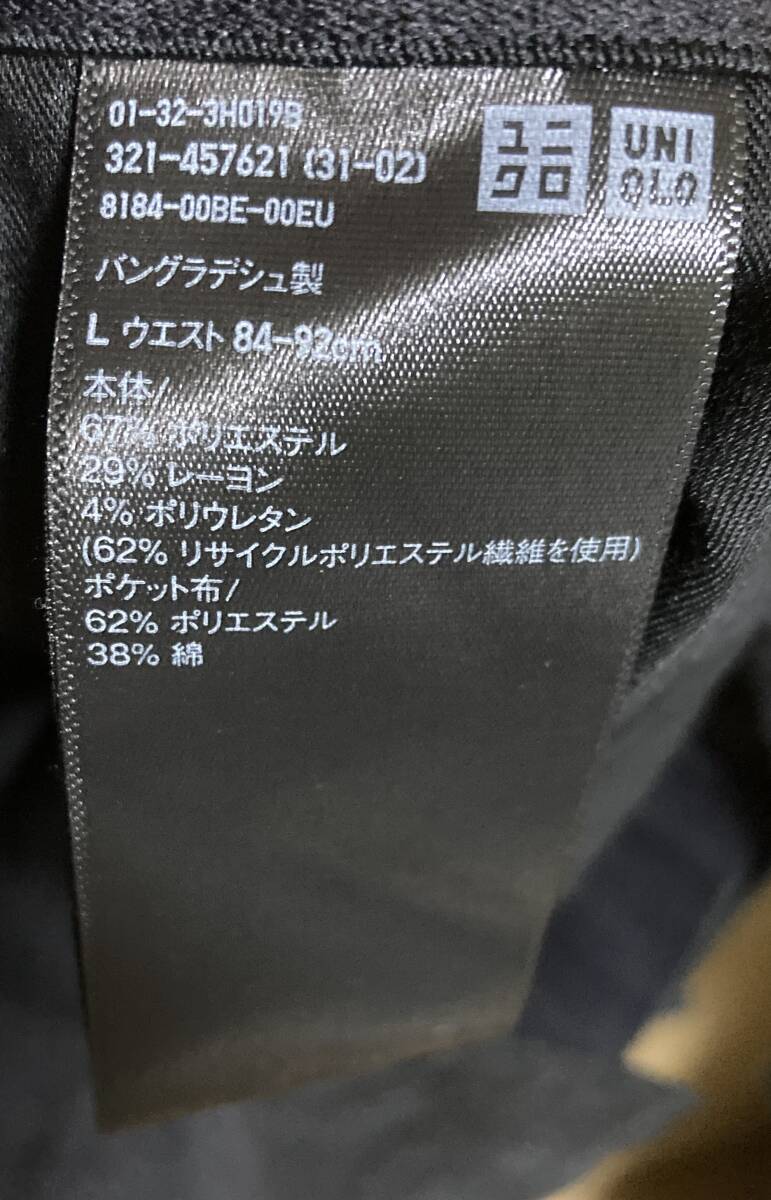 01-32-3H019B
321-457621 (31-02)
8184-00BE-00EU
ユニ
クロ
UNI
QLO
バングラデシュ製
L ウエスト 84-92cm
本体/
67% ポリエステル
29% レーヨン
4% ポリウレタン
(62% リサイクルポリエステル繊維を使用)
ポケット布/
62% ポリエステル
38% 綿